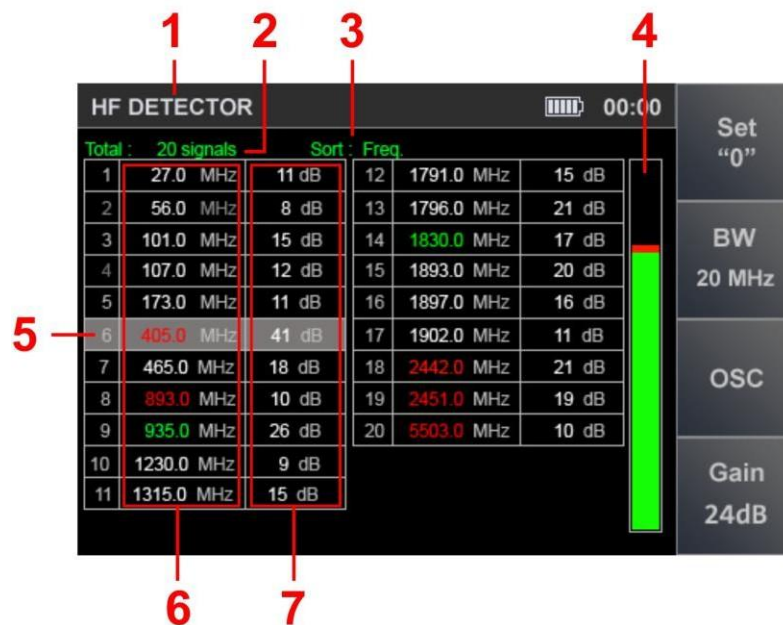 1 2 3 4
HF DETECTOR 00:00
Total : 20 signals Sort : Freq.
1 27.0 MHz 11 dB 12 1791.0 MHz 15 dB
2 56.0 MHz 8 dB 13 1796.0 MHz 21 dB
3 101.0 MHz 15 dB 14 1830.0 MHz 17 dB
4 107.0 MHz 12 dB 15 1893.0 MHz 20 dB
5 173.0 MHz 11 dB 16 1897.0 MHz 16 dB
5 6 405.0 MHz 41 dB 17 1902.0 MHz 11 dB
7 465.0 MHz 18 dB 18 2442.0 MHz 21 dB
8 893.0 MHz 10 dB 19 2451.0 MHz 19 dB
9 935.0 MHz 26 dB 20 5503.0 MHz 10 dB
10 1230.0 MHz 9 dB
11 1315.0 MHz 15 dB
Set
“0”
BW
20 MHz
OSC
Gain
24dB
6 7